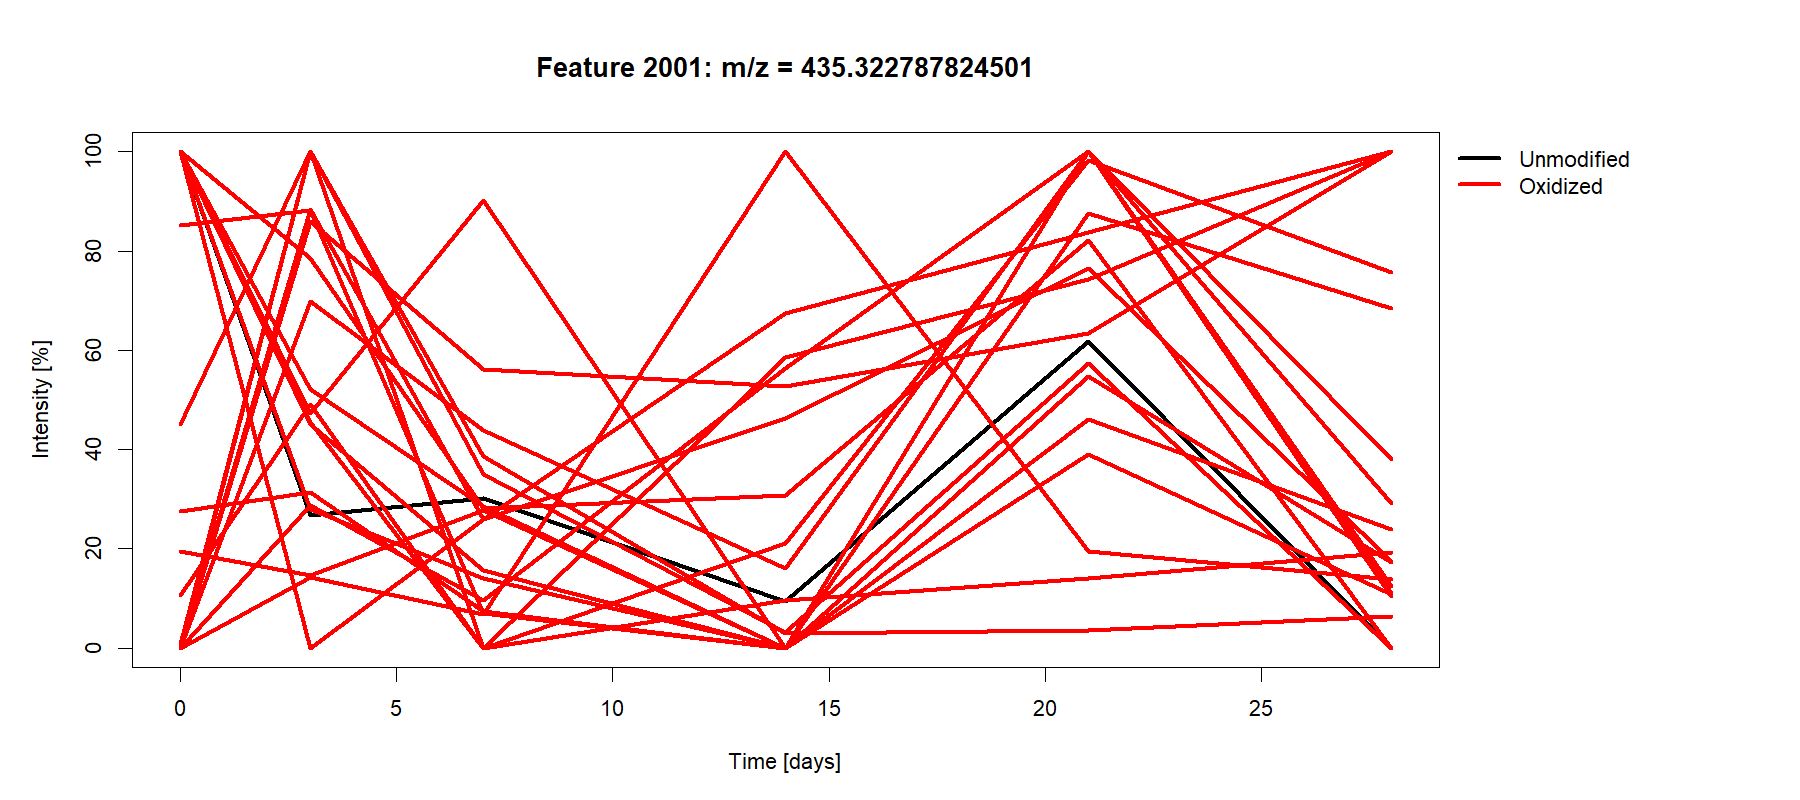 Feature 2001: m/z = 435.322787824501
Unmodified
Oxidized
Intensity [%]
100
80
60
40
20
0
0 5 10 15 20 25
Time [days]